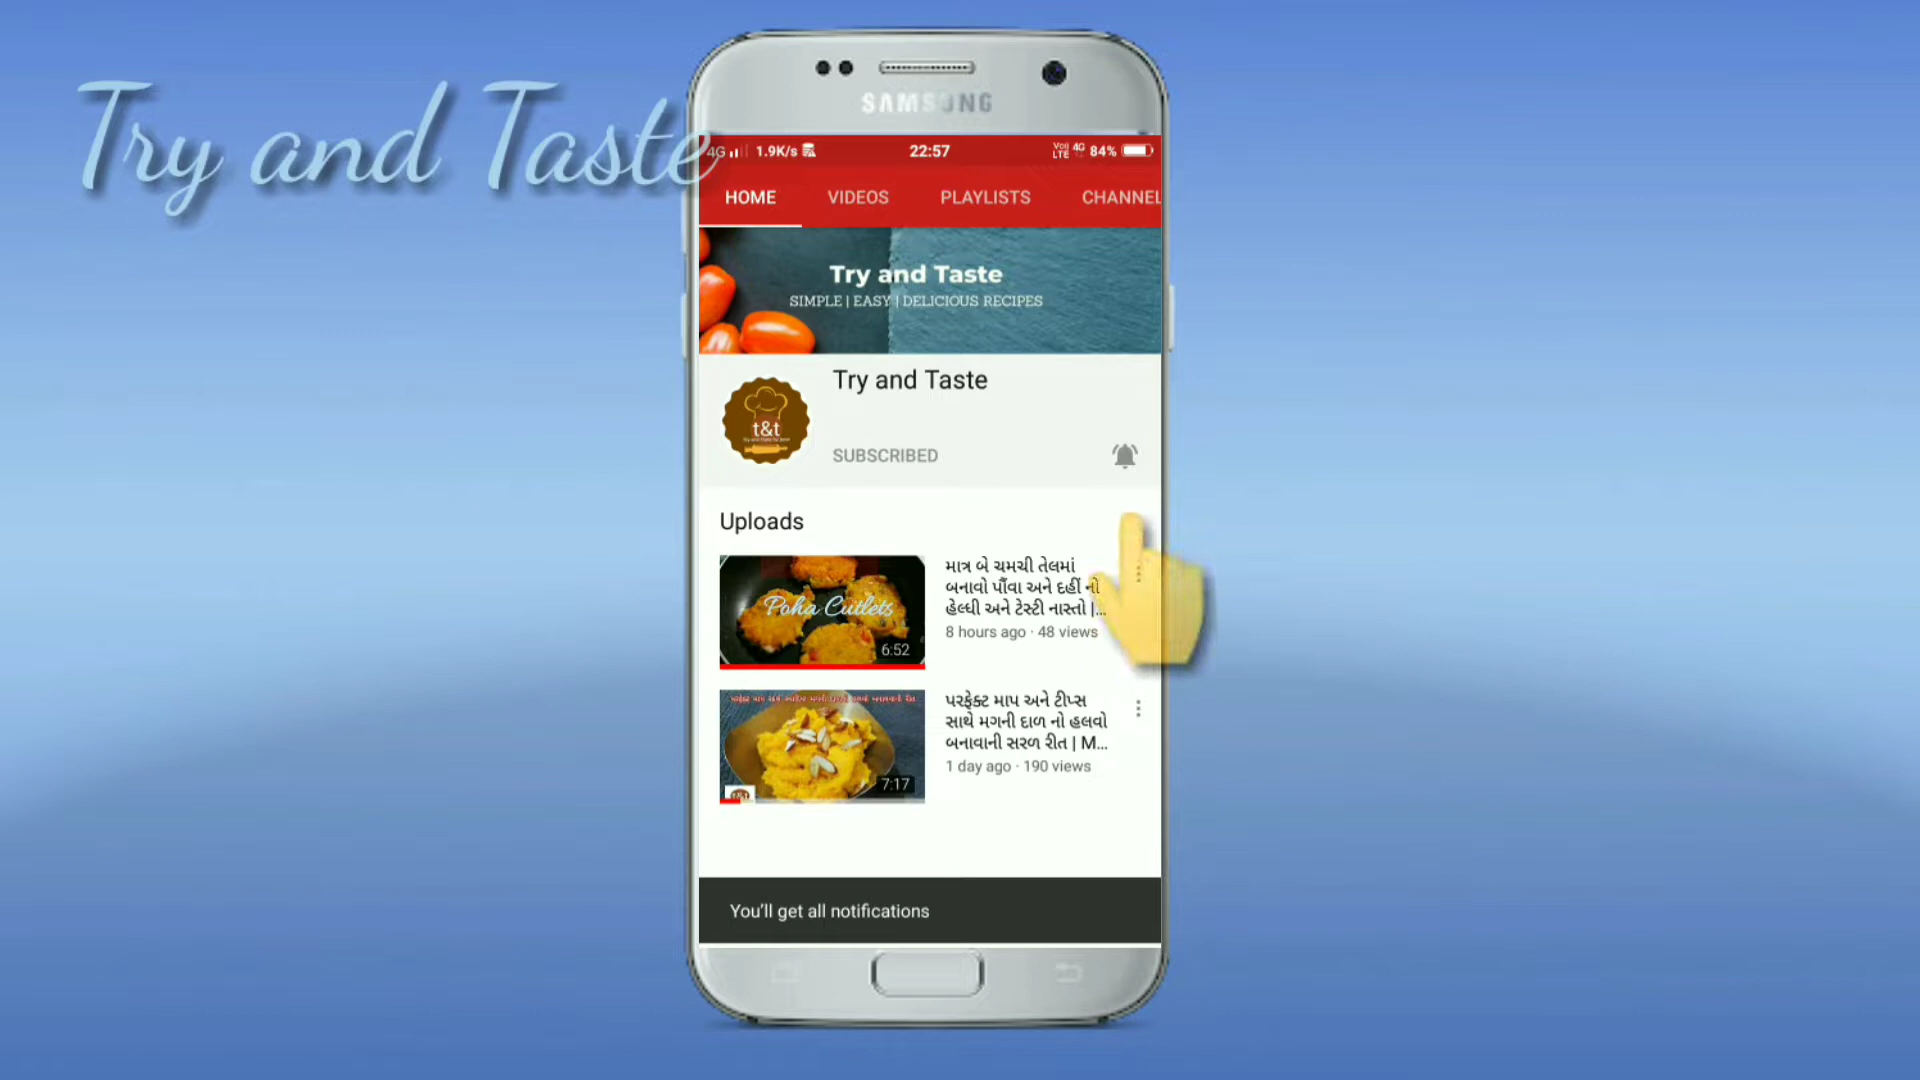 Try and Taste
SAMSUNG
4G 1.9K/s 22:57 VoI LTE 4G 84%
HOME VIDEOS PLAYLISTS CHANNEL
Try and Taste
SIMPLE | EASY | DELICIOUS RECIPES
Try and Taste
t&t
SUBSCRIBED
Uploads
Poha Cutlets
6:52
માત્ર બે ચમચી તેલમાં
બનાવો પૌંવા અને દહીં નો
હેલ્ધી અને ટેસ્ટી નાસ્તો |...
8 hours ago · 48 views
7:17
t&t
પરફેક્ટ માપ અને ટીપ્સ
સાથે મગની દાળ નો હલવો
બનાવાની સરળ રીત | M...
1 day ago · 190 views
You'll get all notifications